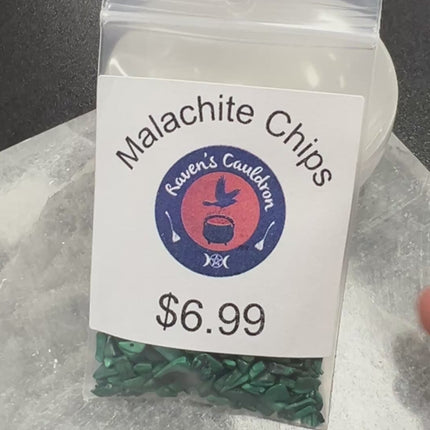 Malachite Chips
Raven's Cauldron
$6.99